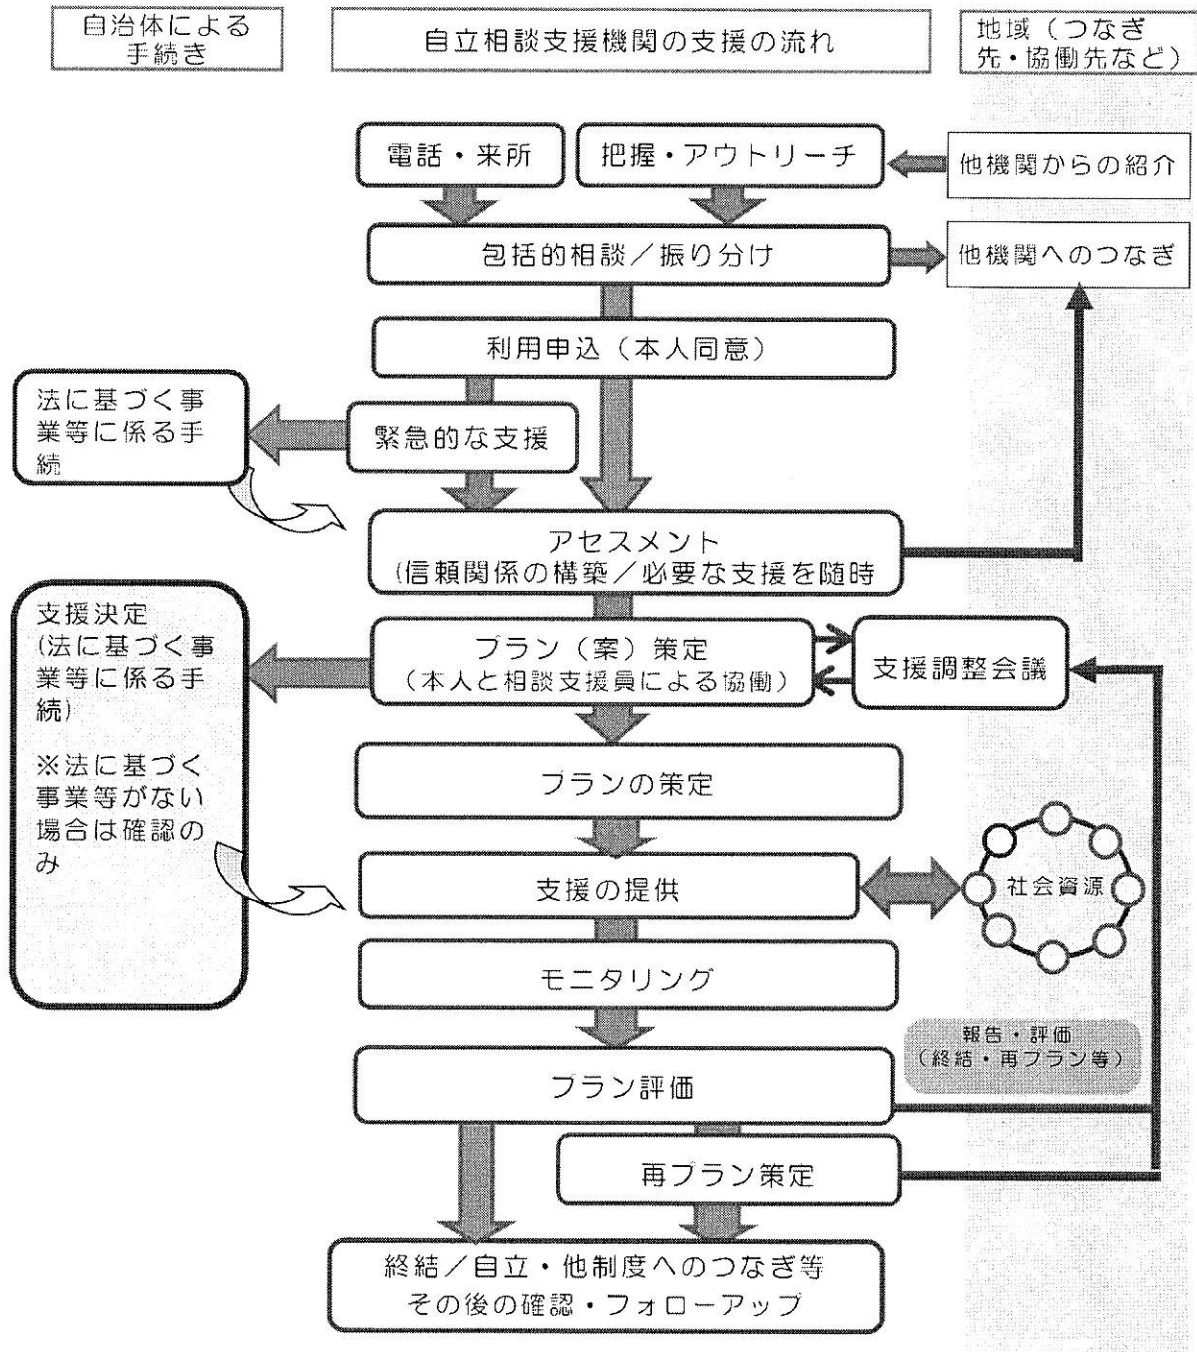 自治体による
手続き
自立相談支援機関の支援の流れ
地域（つなぎ
先・協働先など）
電話・来所
把握・アウトリーチ
他機関からの紹介
包括的相談／振り分け
他機関へのつなぎ
利用申込（本人同意）
法に基づく事
業等に係る手
続
緊急的な支援
アセスメント
(信頼関係の構築／必要な支援を随時
支援決定
(法に基づく事
業等に係る手
続)
※法に基づく
事業等がない
場合は確認の
み
プラン（案）策定
（本人と相談支援員による協働）
支援調整会議
プランの策定
支援の提供
社会資源
モニタリング
報告・評価
（終結・再プラン等）
プラン評価
再プラン策定
終結／自立・他制度へのつなぎ等
その後の確認・フォローアップ